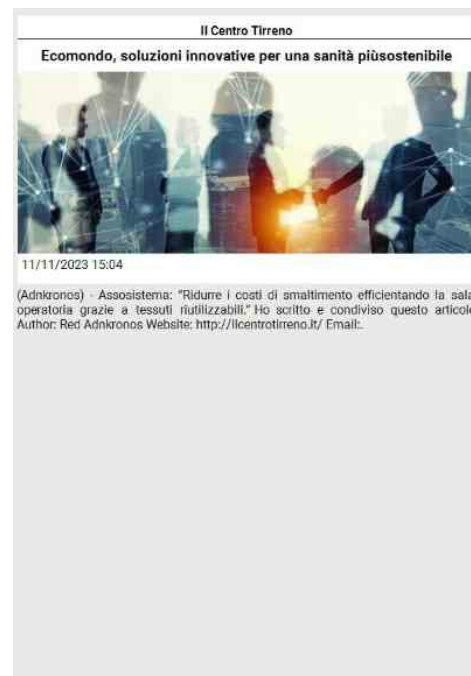 Il Centro Tirreno
Ecomondo, soluzioni innovative per una sanità piùsostenibile
11/11/2023 15:04
(Adnkronos) - Assosistema: "Ridurre i costi di smaltimento efficientando la sala
operatoria grazie a tessuti riutilizzabili." Ho scritto e condiviso questo articolo
Author: Red Adnkronos Website: http://ilcentrotirreno.it/ Email:.